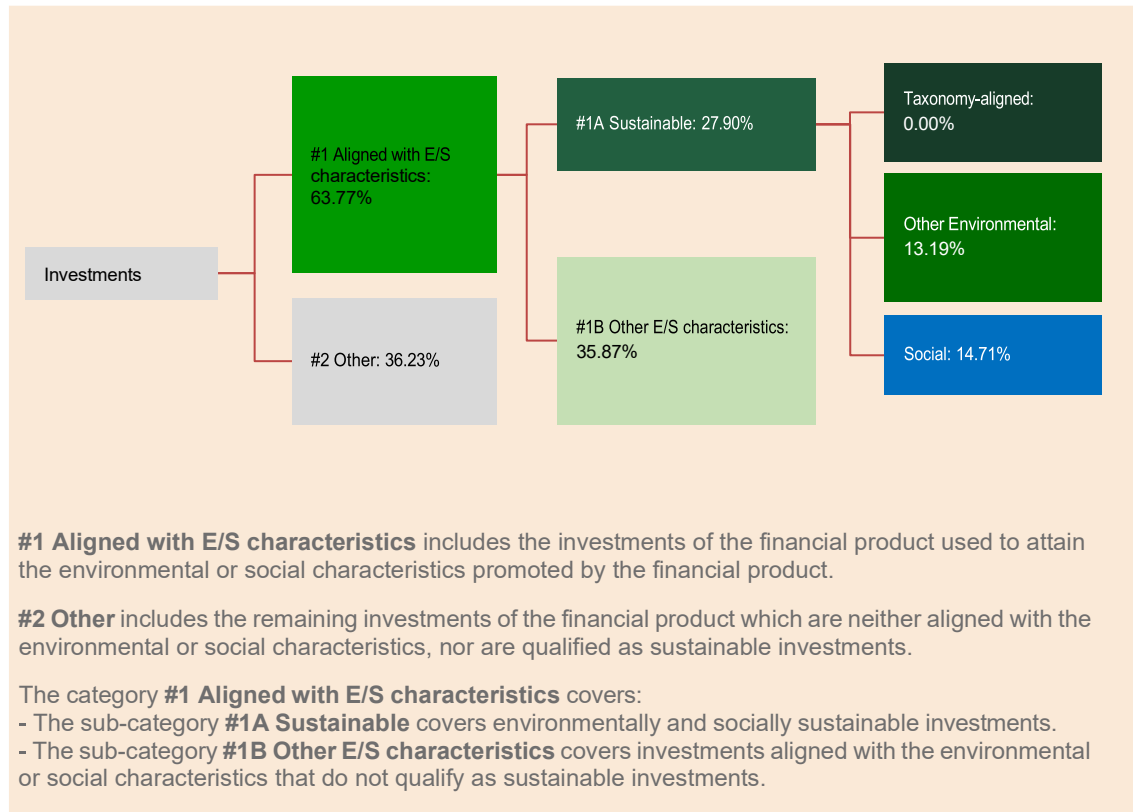 Investments
#1 Aligned with E/S
characteristics:
63.77%
#2 Other: 36.23%
#1A Sustainable: 27.90%
#1B Other E/S characteristics:
35.87%
Taxonomy-aligned:
0.00%
Other Environmental:
13.19%
Social: 14.71%
#1 Aligned with E/S characteristics includes the investments of the financial product used to attain
the environmental or social characteristics promoted by the financial product.
#2 Other includes the remaining investments of the financial product which are neither aligned with the
environmental or social characteristics, nor are qualified as sustainable investments.
The category #1 Aligned with E/S characteristics covers:
- The sub-category #1A Sustainable covers environmentally and socially sustainable investments.
- The sub-category #1B Other E/S characteristics covers investments aligned with the environmental
or social characteristics that do not qualify as sustainable investments.